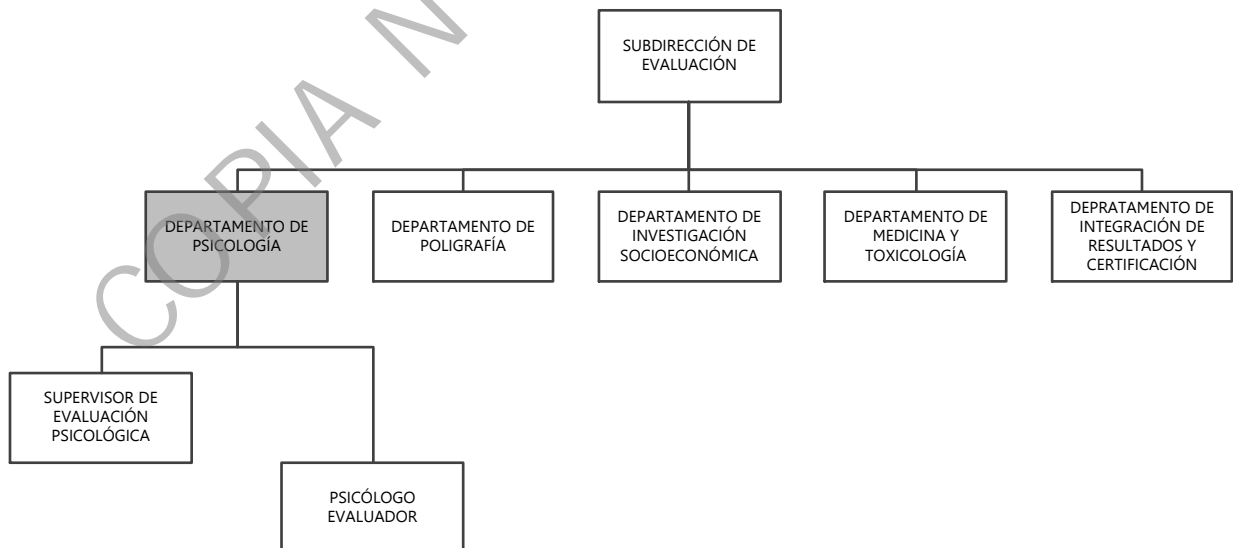 SUBDIRECCIÓN DE
EVALUACIÓN
DEPARTAMENTO DE
PSICOLOGÍA
DEPARTAMENTO DE
POLIGRAFÍA
DEPARTAMENTO DE
INVESTIGACIÓN
SOCIOECONÓMICA
DEPARTAMENTO DE
MEDICINA Y
TOXICOLOGÍA
DEPRATAMENTO DE
INTEGRACIÓN DE
RESULTADOS Y
CERTIFICACIÓN
SUPERVISOR DE
EVALUACIÓN
PSICOLÓGICA
PSICÓLOGO
EVALUADOR
COPIA N